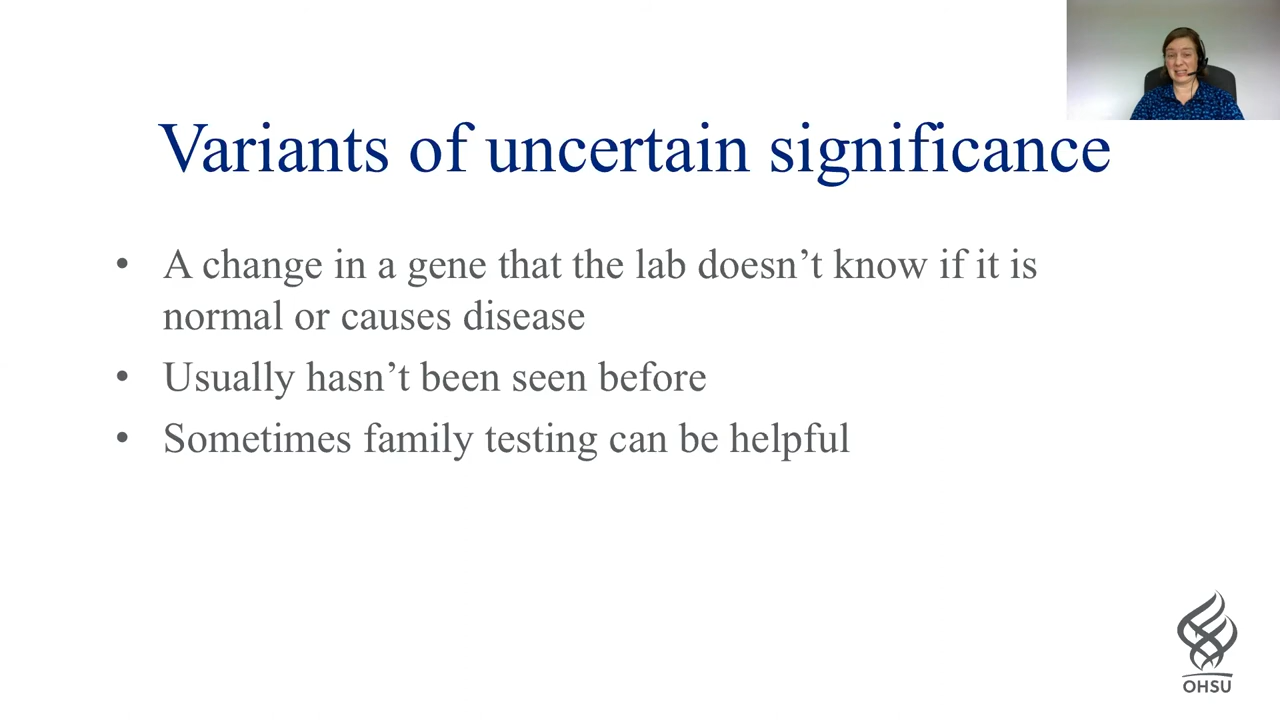 Variants of uncertain significance
• A change in a gene that the lab doesn’t know if it is
normal or causes disease
• Usually hasn’t been seen before
• Sometimes family testing can be helpful
OHSU